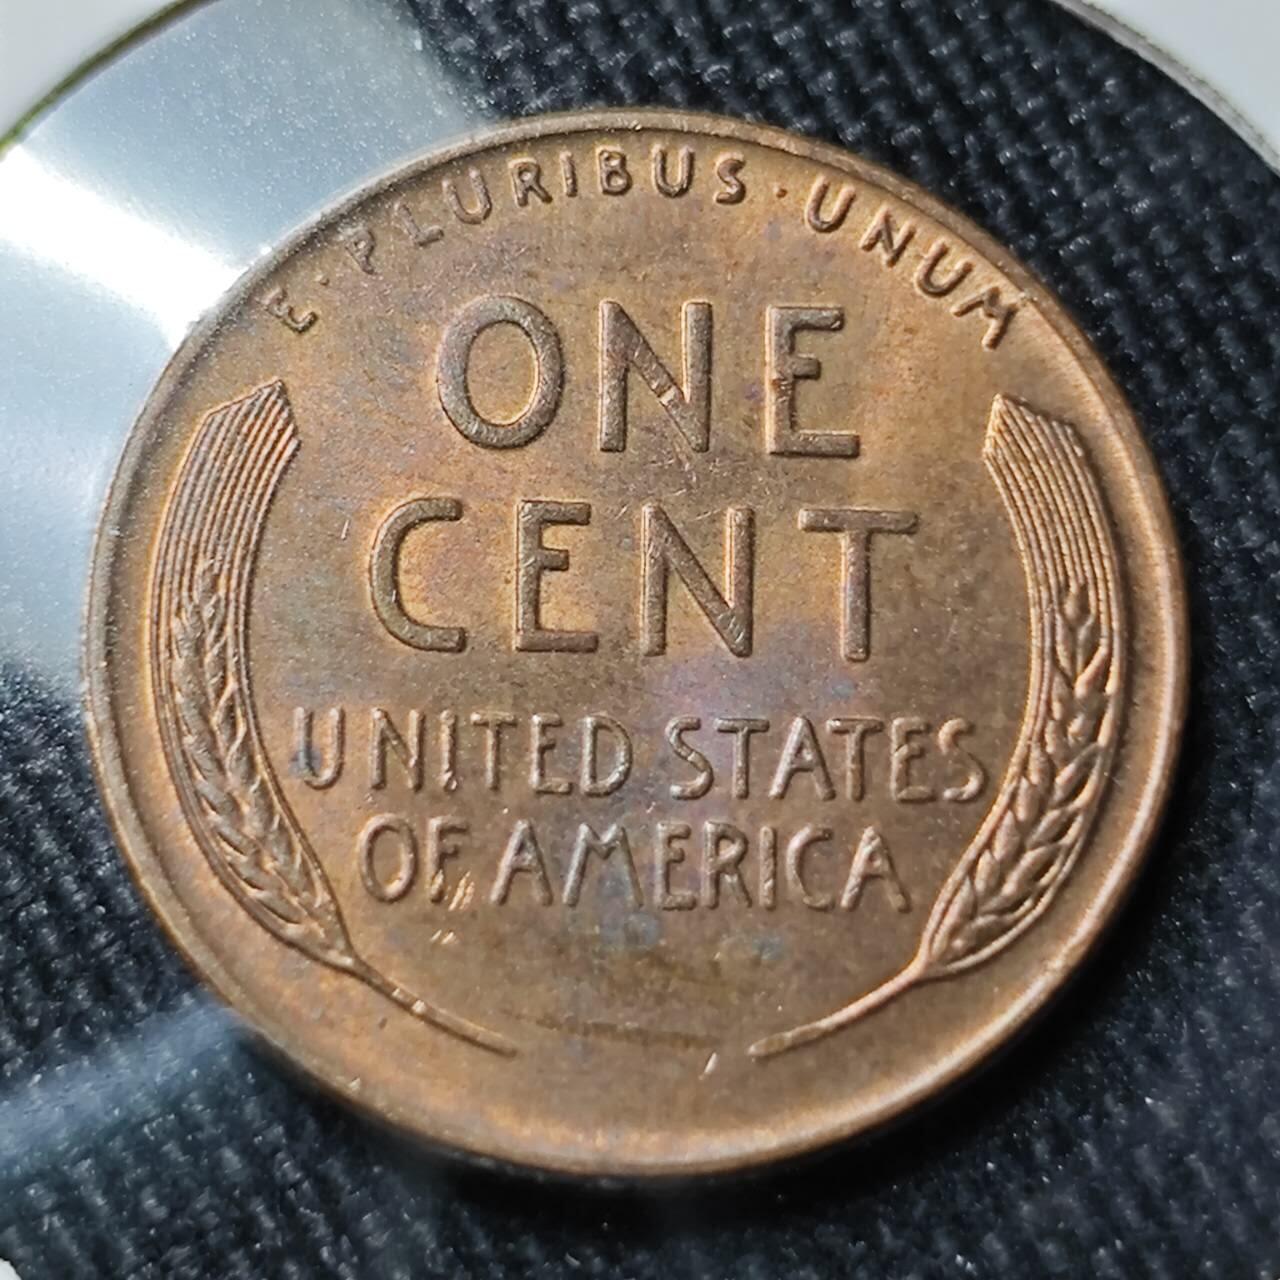 E·PLURIBUS·UNUM
ONE
CENT
UNITED STATES
OF AMERICA